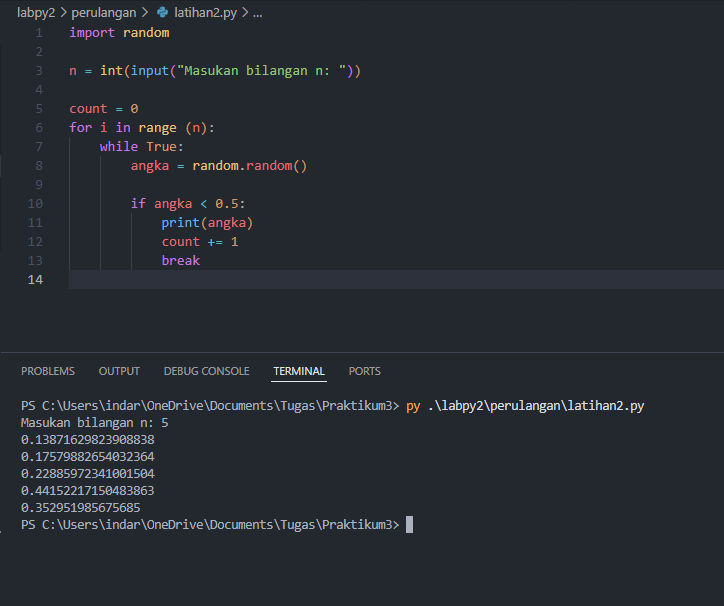 labpy2 > perulangan > latihan2.py > ...
1 import random
2
3 n = int(input("Masukan bilangan n: "))
4
5 count = 0
6 for i in range (n):
7     while True:
8         angka = random.random()
9
10         if angka < 0.5:
11             print(angka)
12             count += 1
13             break
14
PROBLEMS OUTPUT DEBUG CONSOLE TERMINAL PORTS
PS C:\Users\indar\OneDrive\Documents\Tugas\Praktikum3> py .\labpy2\perulangan\latihan2.py
Masukan bilangan n: 5
0.13871629823908838
0.17579882654032364
0.22885972341001504
0.44152217150483863
0.352951985675685
PS C:\Users\indar\OneDrive\Documents\Tugas\Praktikum3>